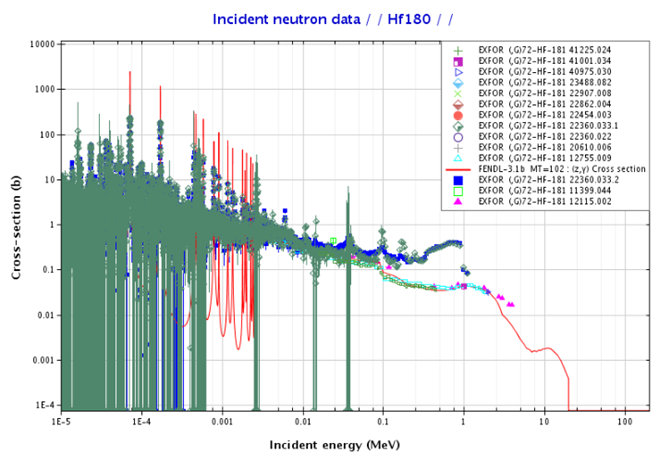 Incident neutron data / / Hf180 / /
10000
1000
100
10
1
0.1
0.01
0.001
1E-4
Cross-section (b)
EXFOR (,G)72-HF-181 41225.024
EXFOR (,G)72-HF-181 41001.034
EXFOR (,G)72-HF-181 40975.030
EXFOR (,G)72-HF-181 23488.082
EXFOR (,G)72-HF-181 22907.008
EXFOR (,G)72-HF-181 22862.004
EXFOR (,G)72-HF-181 22454.003
EXFOR (,G)72-HF-181 22360.033.1
EXFOR (,G)72-HF-181 22360.022
EXFOR (,G)72-HF-181 20610.006
EXFOR (,G)72-HF-181 12755.009
FENDL-3.1b MT=102 : (z,γ) Cross section
EXFOR (,G)72-HF-181 22360.033.2
EXFOR (,G)72-HF-181 11399.044
EXFOR (,G)72-HF-181 12115.002
1E-5 1E-4 0.001 0.01 0.1 1 10 100
Incident energy (MeV)